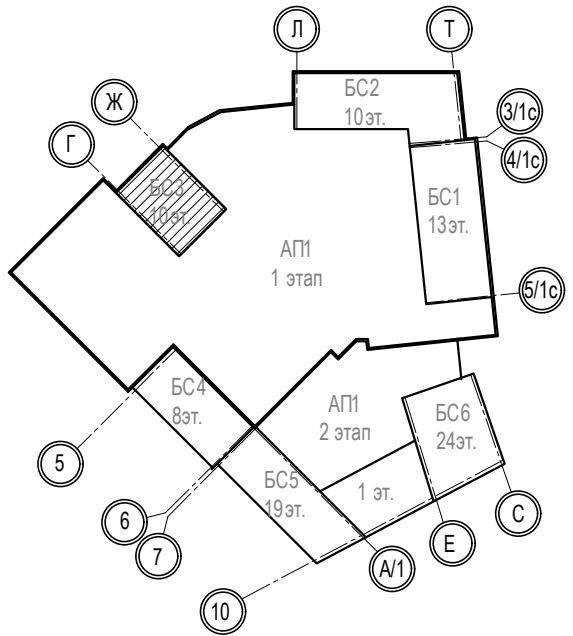 Л
Т
БС2
10эт.
Ж
3/1с
Г
4/1с
БС3
10эт.
БС1
13эт.
АП1
1 этап
5/1с
БС4
8эт.
АП1
2 этап
БС6
24эт.
5
БС5
19эт.
1 эт.
6
С
Е
7
А/1
10